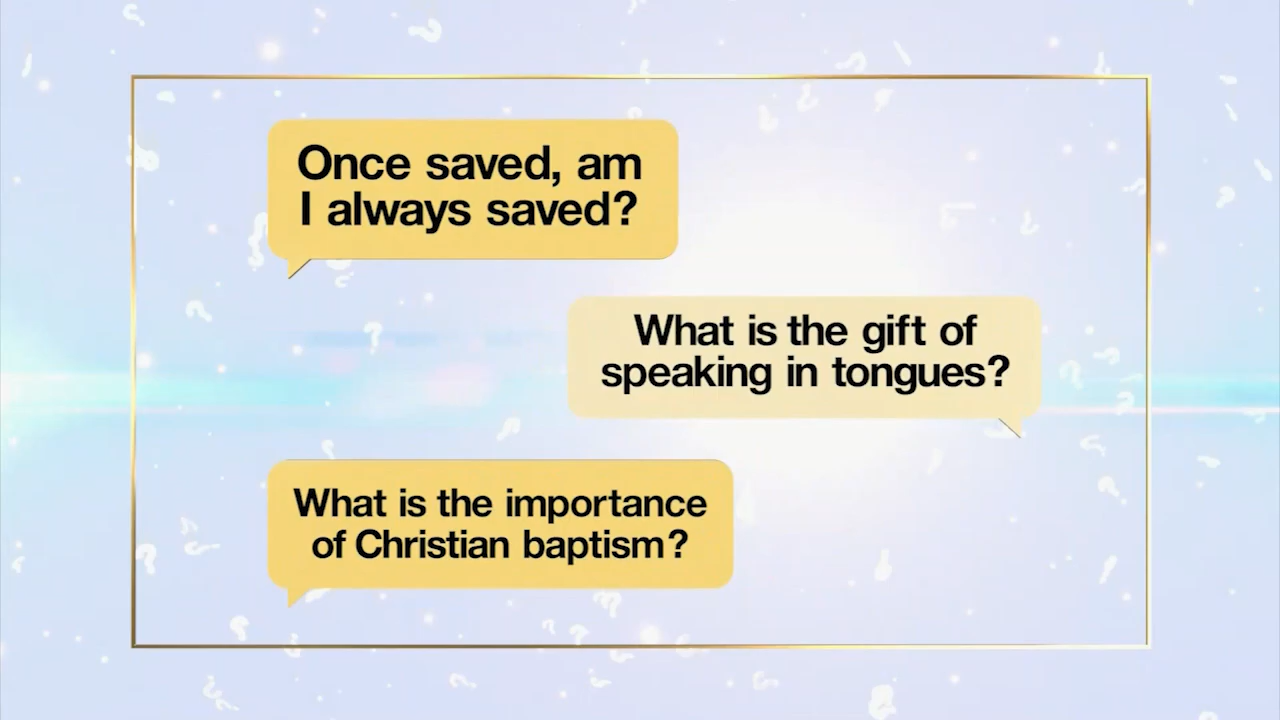 Once saved, am
I always saved?
What is the gift of
speaking in tongues?
What is the importance
of Christian baptism?